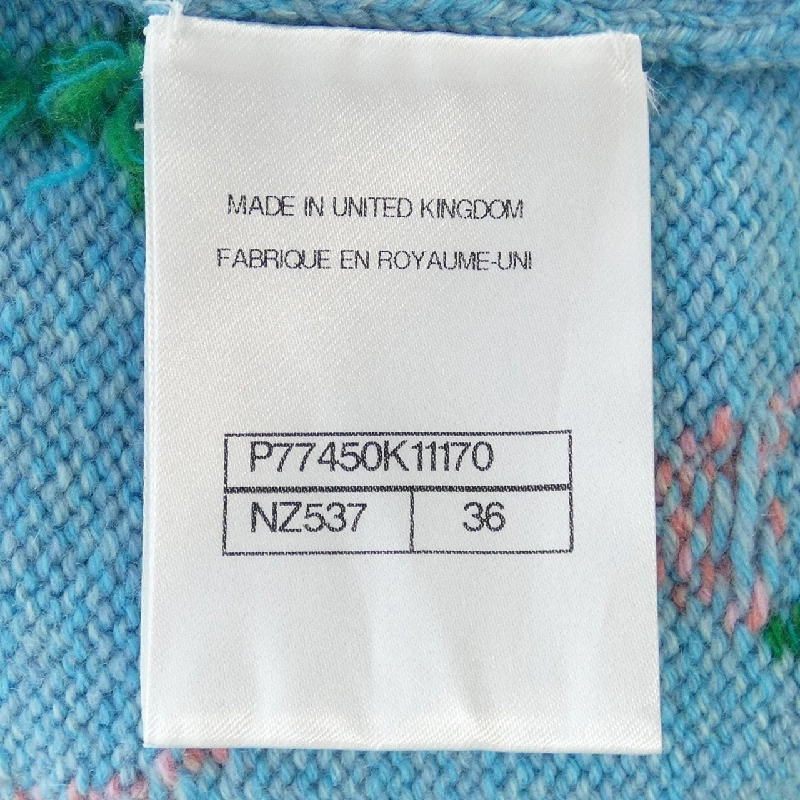 MADE IN UNITED KINGDOM
FABRIQUE EN ROYAUME-UNI
P77450K11170
NZ537 36